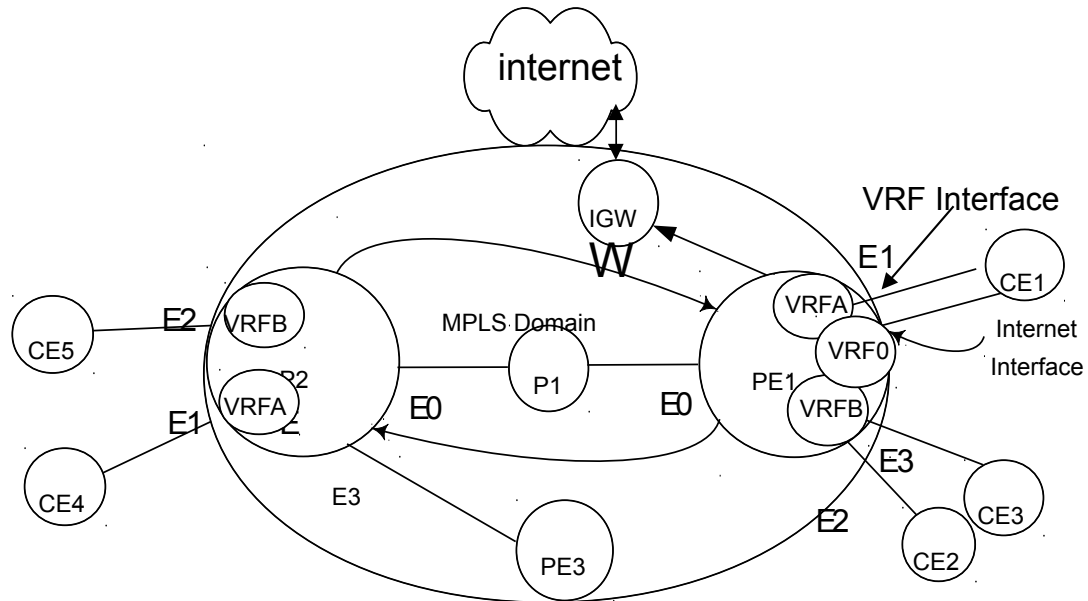 internet
IGW
W
VRF Interface
E1
CE1
VRFA
Internet
Interface
VRF0
PE1
VRFB
E3
E2
CE3
CE2
MPLS Domain
P1
E0
E0
VRFB
E2
CE5
P2
VRFA
E
E1
CE4
E3
PE3